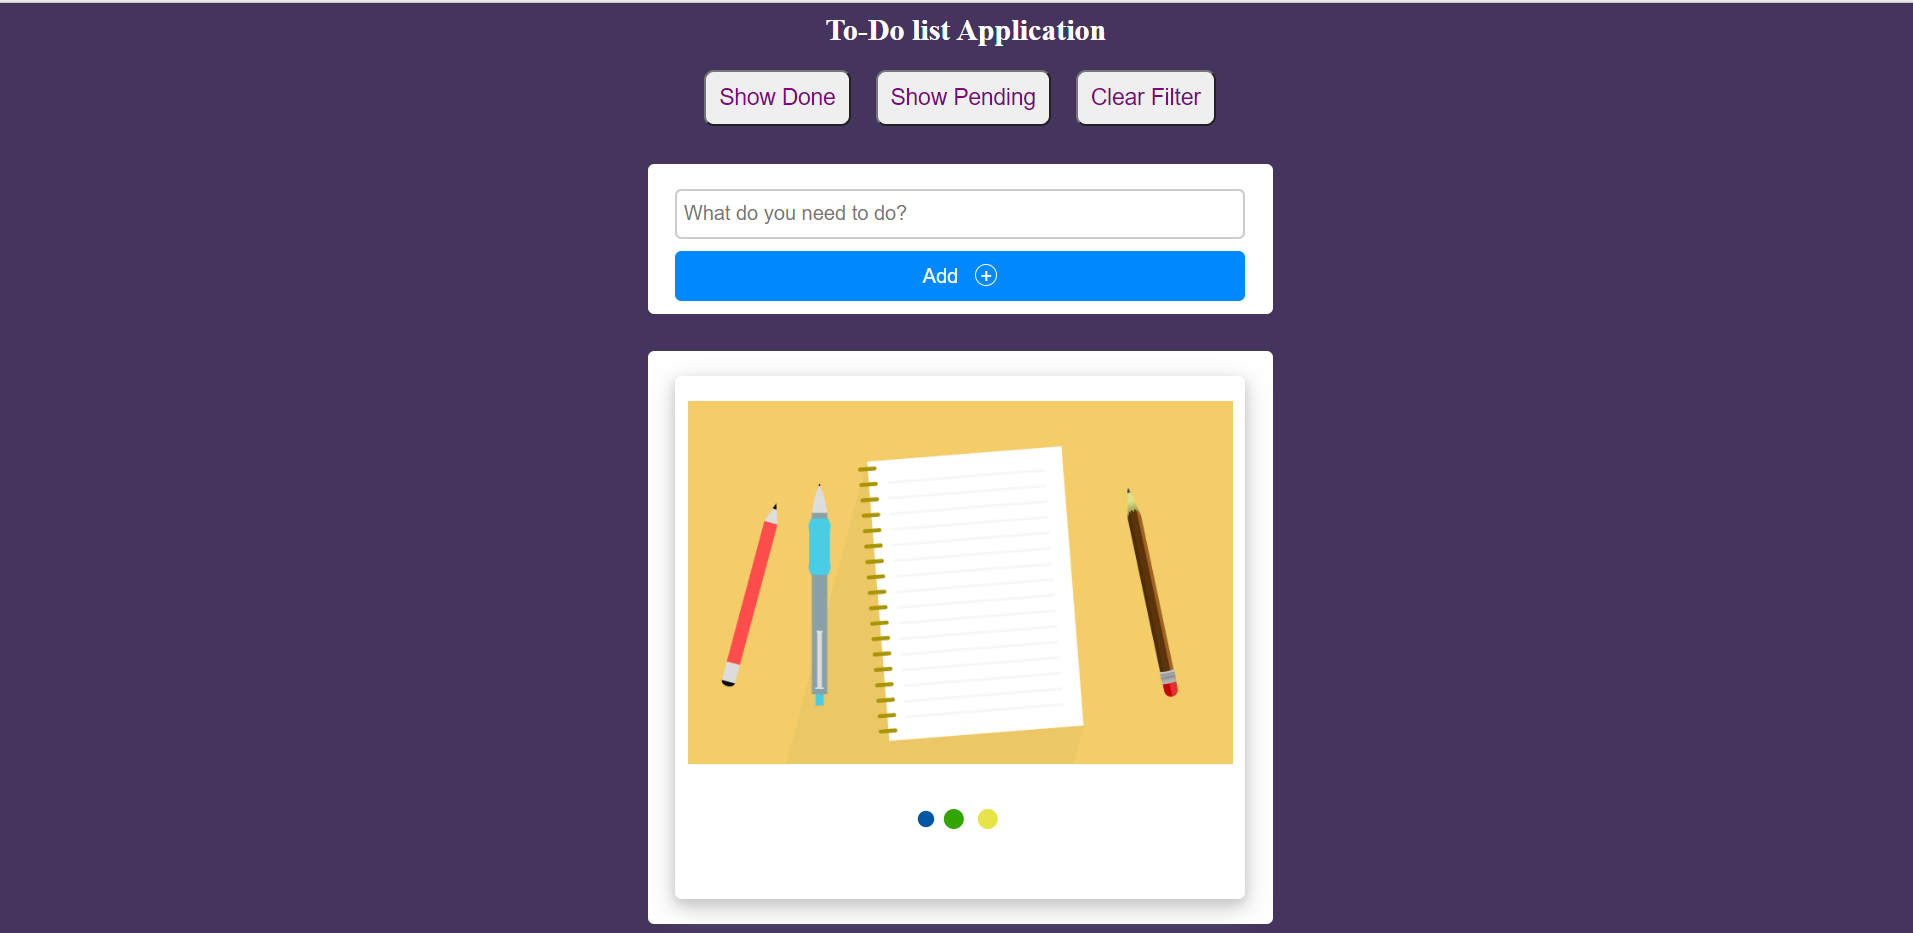 To-Do list Application
Show Done Show Pending Clear Filter
What do you need to do?
Add